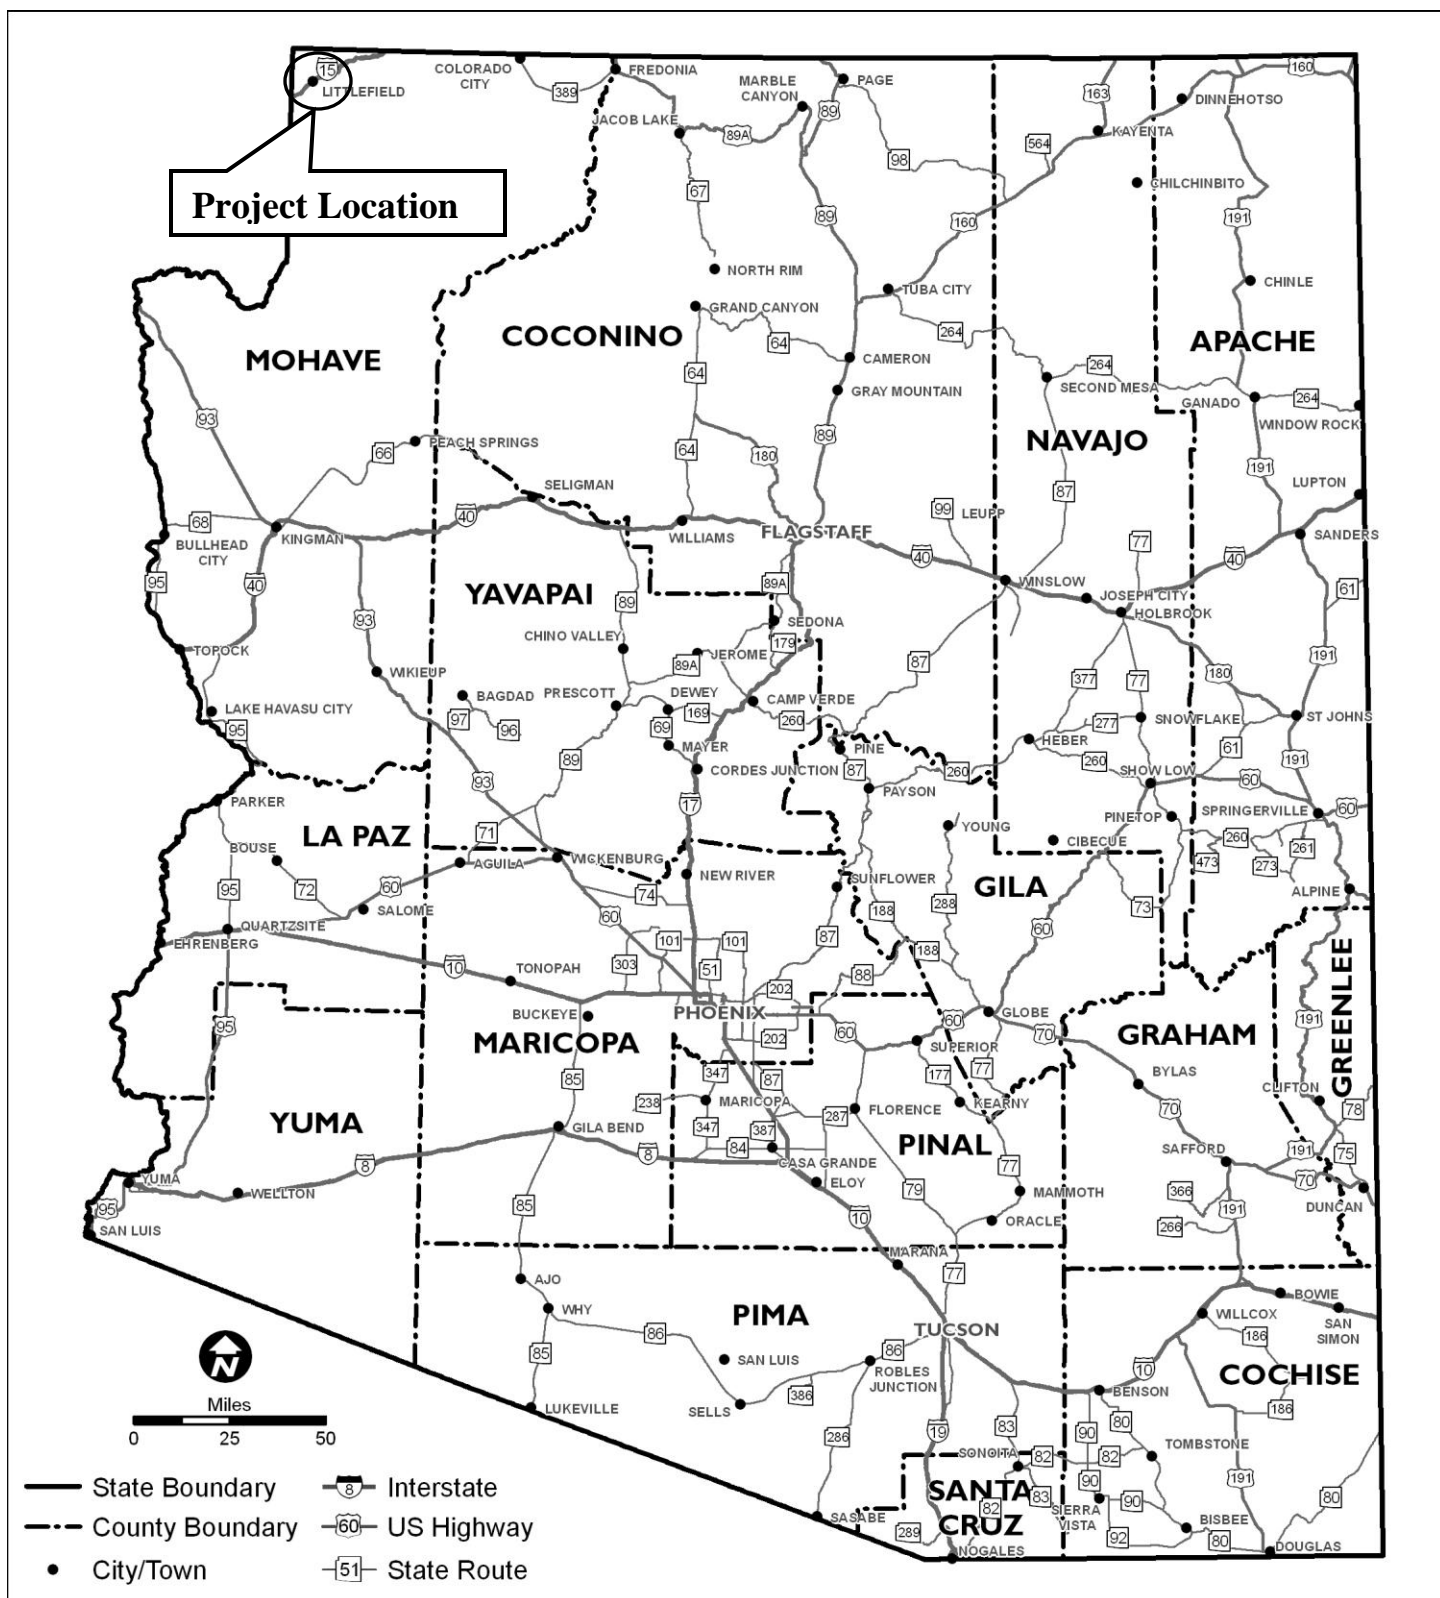 15
LITTLEFIELD
COLORADO
CITY
389
FREDONIA
MARBLE
CANYON
PAGE
89
163
160
DINNEHOTSO
JACOB LAKE
89A
98
564
KAYENTA
CHILCHINBITO
Project Location
67
89
160
191
NORTH RIM
TUBA CITY
CHINLE
GRAND CANYON
264
COCONINO
64
APACHE
MOHAVE
CAMERON
64
264
SECOND MESA
GRAY MOUNTAIN
GANADO
264
WINDOW ROCK
93
89
NAVAJO
PEACH SPRINGS
66
64
180
191
SELIGMAN
LUPTON
87
99
LEUPP
68
40
BULLHEAD
CITY
KINGMAN
WILLIAMS
FLAGSTAFF
SANDERS
77
40
40
95
40
89A
WINSLOW
61
YAVAPAI
89
JOSEPH CITY
HOLBROOK
93
SEDONA
CHINO VALLEY
179
TOPOCK
JEROME
89A
191
87
WIKIEUP
377
77
180
BAGDAD
PRESCOTT
DEWEY
CAMP VERDE
LAKE HAVASU CITY
97
96
169
260
277
SNOWFLAKE
ST JOHNS
95
69
MAYER
PINE
HEBER
61
89
CORDES JUNCTION
87
260
260
SHOW LOW
60
191
93
PAYSON
PARKER
17
PINETOP
SPRINGERVILLE
60
LA PAZ
71
YOUNG
CIBECUE
260
261
BOUSE
AGUILA
WICKENBURG
473
273
NEW RIVER
SUNFLOWER
GILA
ALPINE
95
72
60
74
SALOME
60
188
288
73
QUARTZSITE
87
60
EHRENBERG
101
101
188
GREENLEE
10
TONOPAH
303
51
88
202
BUCKEYE
PHOENIX
GLOBE
95
MARICOPA
60
60
70
GRAHAM
191
202
SUPERIOR
347
87
177
77
BYLAS
85
CLIFTON
238
MARICOPA
KEARNY
78
YUMA
287
FLORENCE
70
GILA BEND
347
387
84
PINAL
191
75
8
8
CASA GRANDE
77
SAFFORD
70
YUMA
WELLTON
ELOY
79
MAMMOTH
366
95
85
ORACLE
191
DUNCAN
SAN LUIS
10
266
MARANA
77
AJO
BOWIE
WHY
PIMA
WILLCOX
SAN
SIMON
TUCSON
86
186
85
SAN LUIS
86
ROBLES
JUNCTION
10
COCHISE
386
BENSON
N
LUKEVILLE
SELLS
186
Miles
80
0 25 50
286
19
83
90
SONOITA
82
82
TOMBSTONE
191
State Boundary
Interstate
8
SANTA
CRUZ
83
90
90
80
County Boundary
60
US Highway
SASABE
289
82
SIERRA
VISTA
92
BISBEE
80
City/Town
51
State Route
NOGALES
DOUGLAS